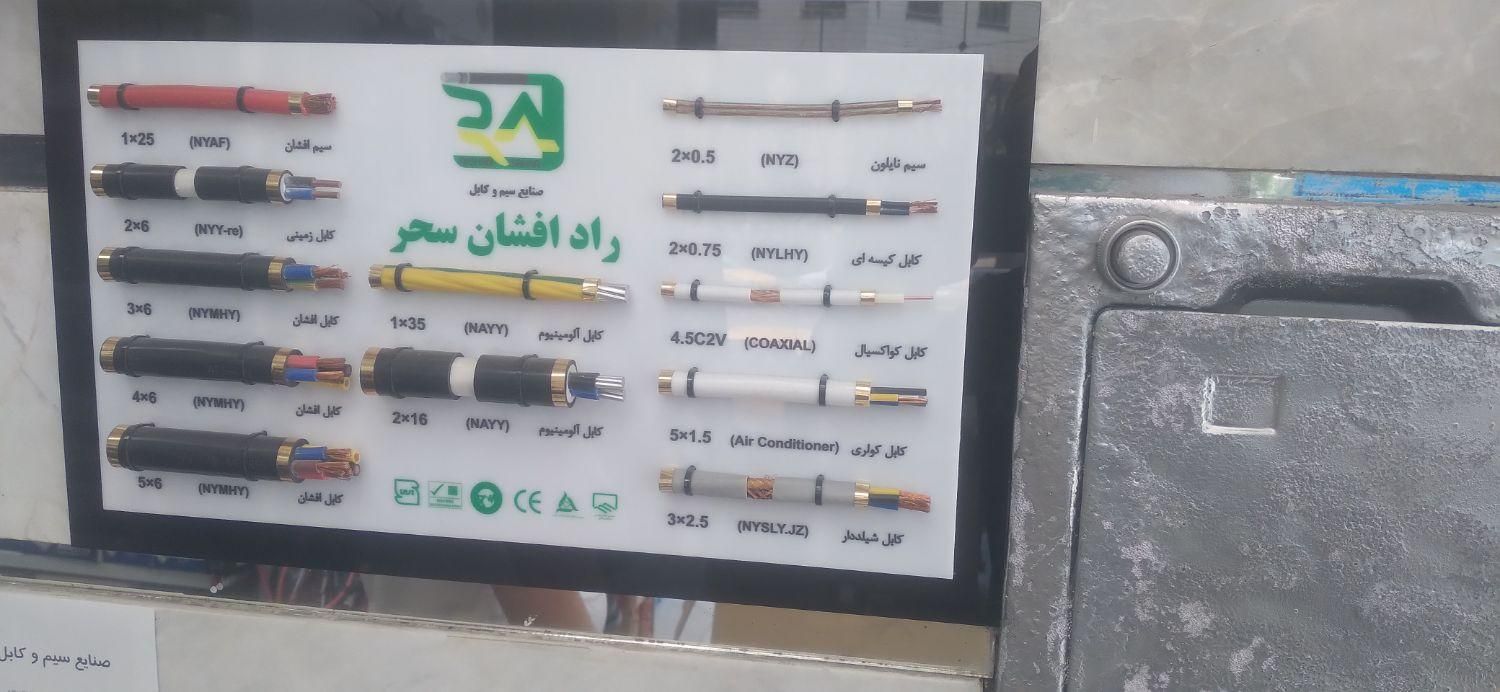 1×25 (NYAF) سیم افشان
2×6 (NYY-re) کابل زمینی
3×6 (NYMHY) کابل افشان
4×6 (NYMHY) کابل افشان
5×6 (NYMHY) کابل افشان
صنایع سیم و کابل
راد افشان سحر
1×35 (NAYY) کابل آلومینیوم
2×16 (NAYY) کابل آلومینیوم
CE
2×0.5 (NYZ) سیم نایلون
2×0.75 (NYLHY) کابل کیسه ای
4.5C2V (COAXIAL) کابل کواکسیال
5×1.5 (Air Conditioner) کابل کولری
3×2.5 (NYSLY.JZ) کابل شیلددار
صنایع سیم و کابل